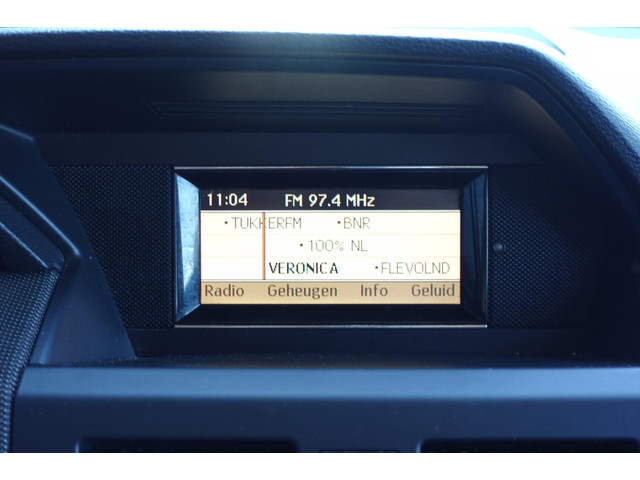 11:04 FM 97.4 MHz
•TUKKERFM •BNR
•100% NL
VERONICA •FLEVOLND
Radio Geheugen Info Geluid